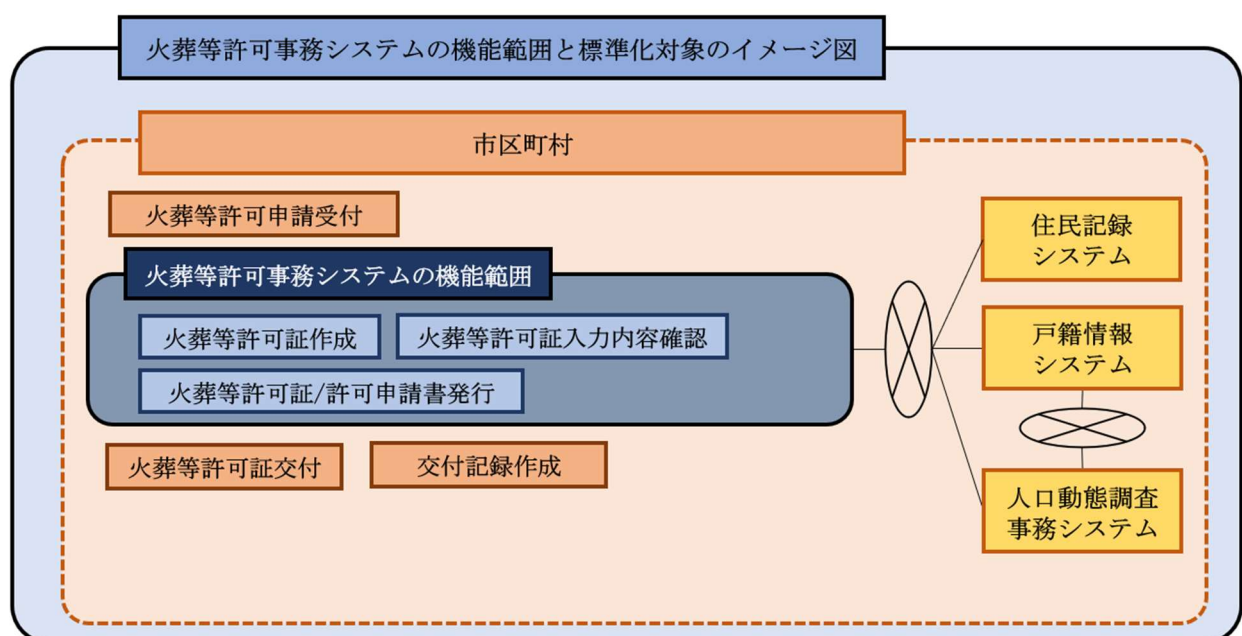 火葬等許可事務システムの機能範囲と標準化対象のイメージ図
市区町村
火葬等許可申請受付
火葬等許可事務システムの機能範囲
火葬等許可証作成
火葬等許可証入力内容確認
火葬等許可証/許可申請書発行
火葬等許可証交付
交付記録作成
住民記録
システム
戸籍情報
システム
人口動態調査
事務システム